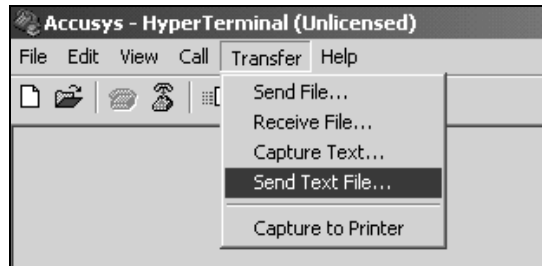 Accusys - HyperTerminal (Unlicensed)
File Edit View Call Transfer Help
Send File...
Receive File...
Capture Text...
Send Text File...
Capture to Printer